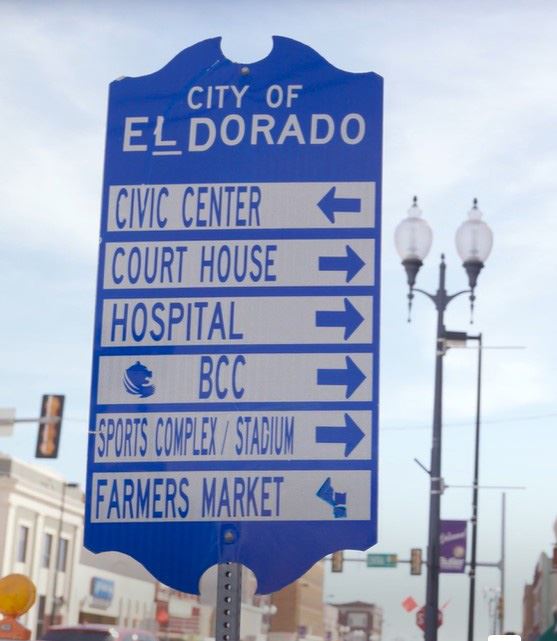 CITY OF
EL DORADO
CIVIC CENTER
COURT HOUSE
HOSPITAL
BCC
SPORTS COMPLEX / STADIUM
FARMERS MARKET